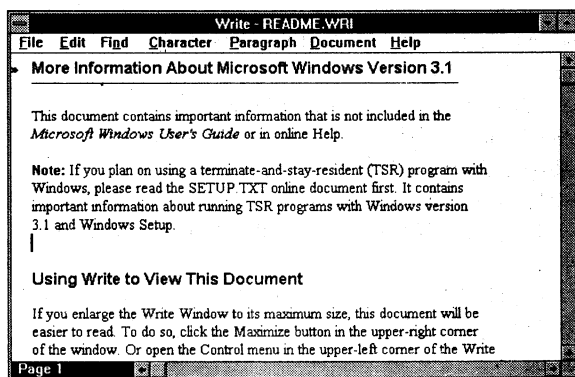 Write - README.WRI
File Edit Find Character Paragraph Document Help
More Information About Microsoft Windows Version 3.1
This document contains important information that is not included in the
Microsoft Windows User's Guide or in online Help.
Note: If you plan on using a terminate-and-stay-resident (TSR) program with
Windows, please read the SETUP.TXT online document first. It contains
important information about running TSR programs with Windows version
3.1 and Windows Setup.
Using Write to View This Document
If you enlarge the Write Window to its maximum size, this document will be
easier to read. To do so, click the Maximize button in the upper-right corner
of the window. Or open the Control menu in the upper-left corner of the Write
Page 1